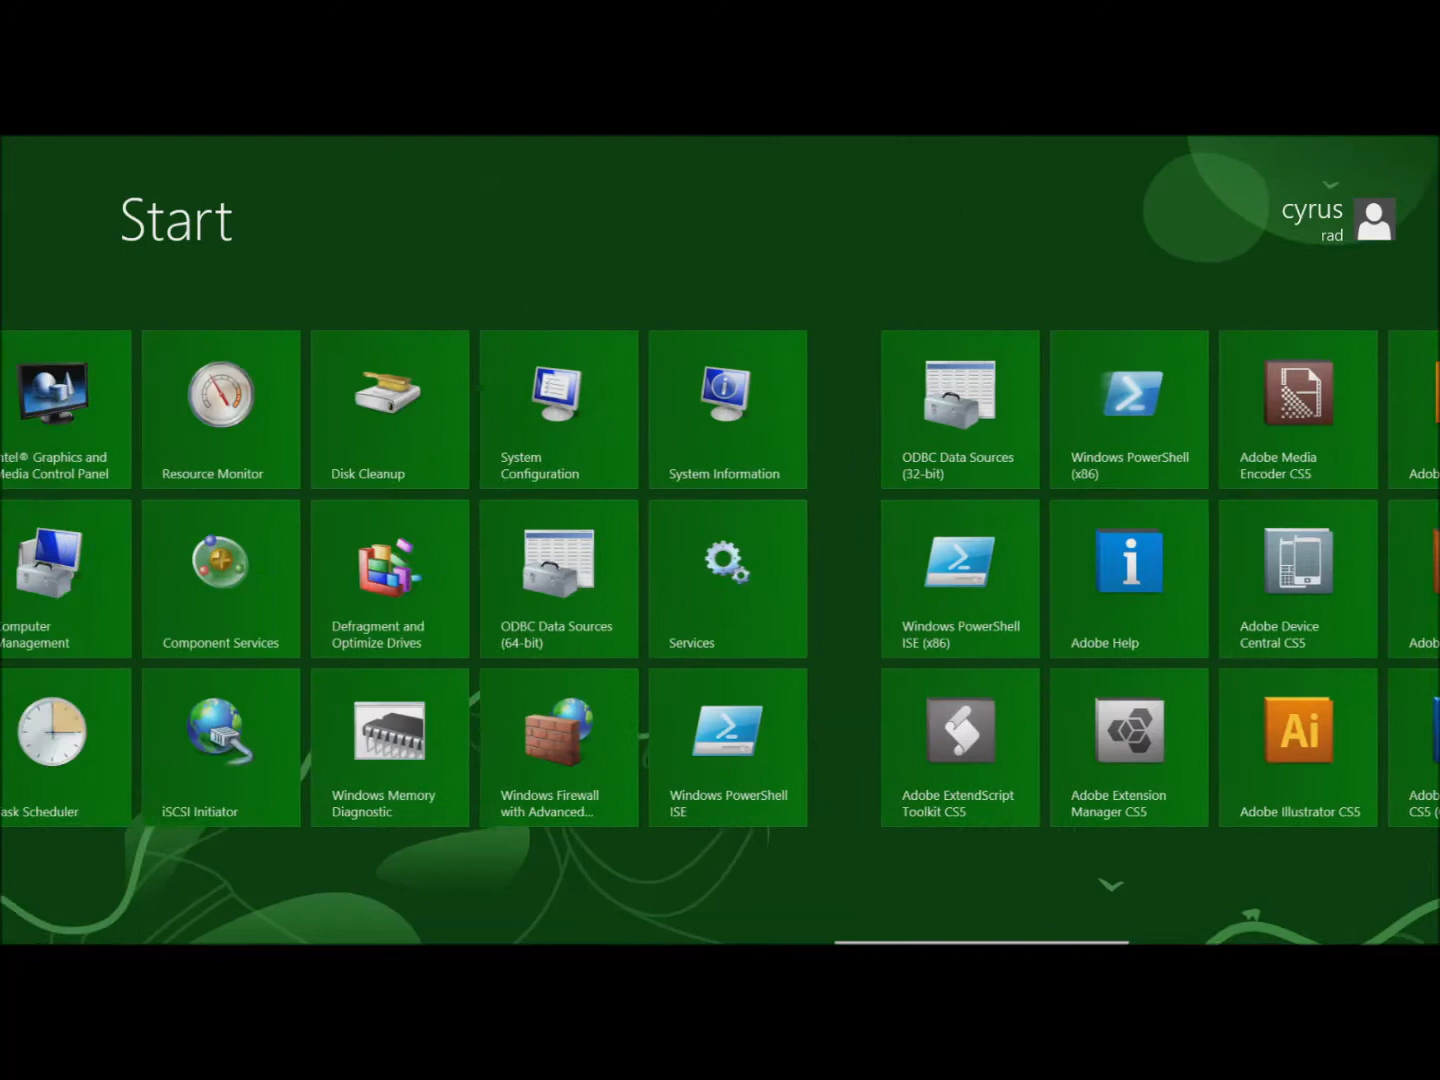 Start
cyrus
rad
ntel® Graphics and
Media Control Panel
Resource Monitor
Disk Cleanup
System
Configuration
System Information
ODBC Data Sources
(32-bit)
Windows PowerShell
(x86)
Adobe Media
Encoder CS5
Adob
omputer
Management
Component Services
Defragment and
Optimize Drives
ODBC Data Sources
(64-bit)
Services
Windows PowerShell
ISE (x86)
Adobe Help
Adobe Device
Central CS5
Adob
ask Scheduler
iSCSI Initiator
Windows Memory
Diagnostic
Windows Firewall
with Advanced...
Windows PowerShell
ISE
Adobe ExtendScript
Toolkit CS5
Adobe Extension
Manager CS5
Ai
Adobe Illustrator CS5
Adob
CS5 (